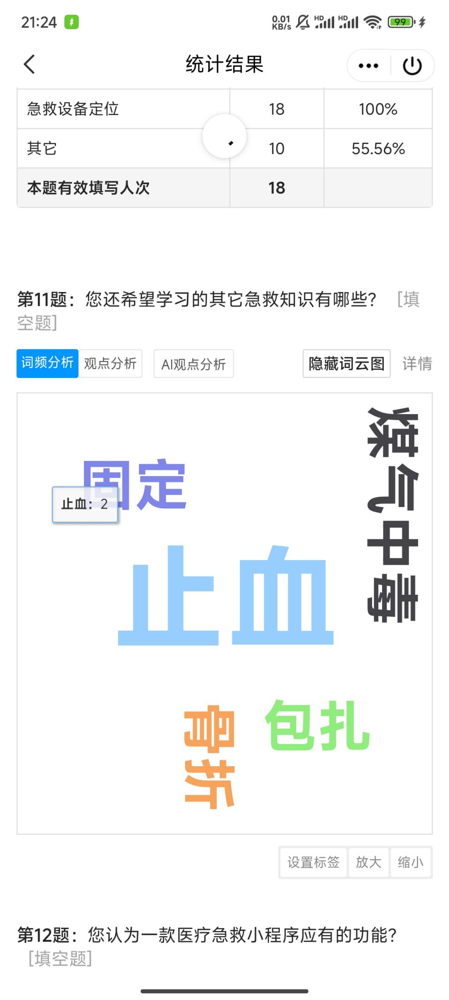 21:24
0.01
KB/s
HD
HD
99
统计结果
急救设备定位 18 100%
其它 10 55.56%
本题有效填写人次 18
第11题：您还希望学习的其它急救知识有哪些? [填
空题]
词频分析 观点分析 AI观点分析 隐藏词云图 详情
煤气中毒
固定
止血：2
止血
骨折
包扎
设置标签 放大 缩小
第12题：您认为一款医疗急救小程序应有的功能?
[填空题]